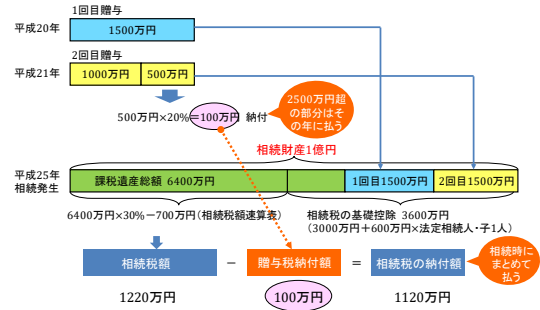 1回目贈与
平成20年
1500万円
2回目贈与
平成21年
1000万円
500万円
500万円×20%=100万円 納付
2500万円超
の部分はそ
の年に払う
相続財産1億円
平成25年
相続発生
課税遺産総額 6400万円
1回目1500万円
2回目1500万円
6400万円×30%-700万円(相続税額速算表)
相続税の基礎控除 3600万円
(3000万円+600万円×法定相続人・子1人)
相続税額
-
贈与税納付額
=
相続税の納付額
相続時に
まとめて
払う
1220万円
100万円
1120万円